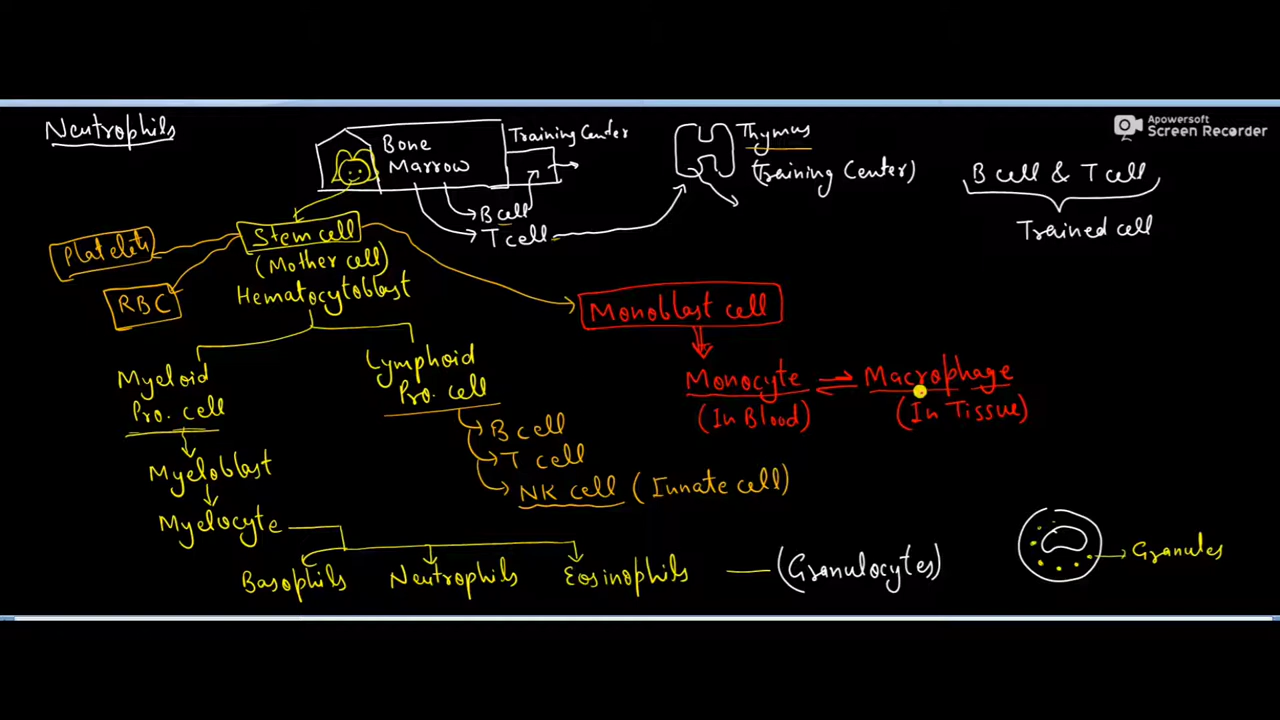 Neutrophils
Bone
Marrow
Training Center
Thymus
(Training Center)
B cell & T cell
Trained cell
Apowersoft
Screen Recorder
B cell
T cell
Platelets
RBC
Stem cell
(Mother cell)
Hematocytoblast
Monoblast cell
Monocyte
(In Blood)
Macrophage
(In Tissue)
Myeloid
Pro. cell
Lymphoid
Pro. cell
B cell
T cell
NK cell (Innate cell)
Myeloblast
Myelocyte
Basophils
Neutrophils
Eosinophils
(Granulocytes)
Granules